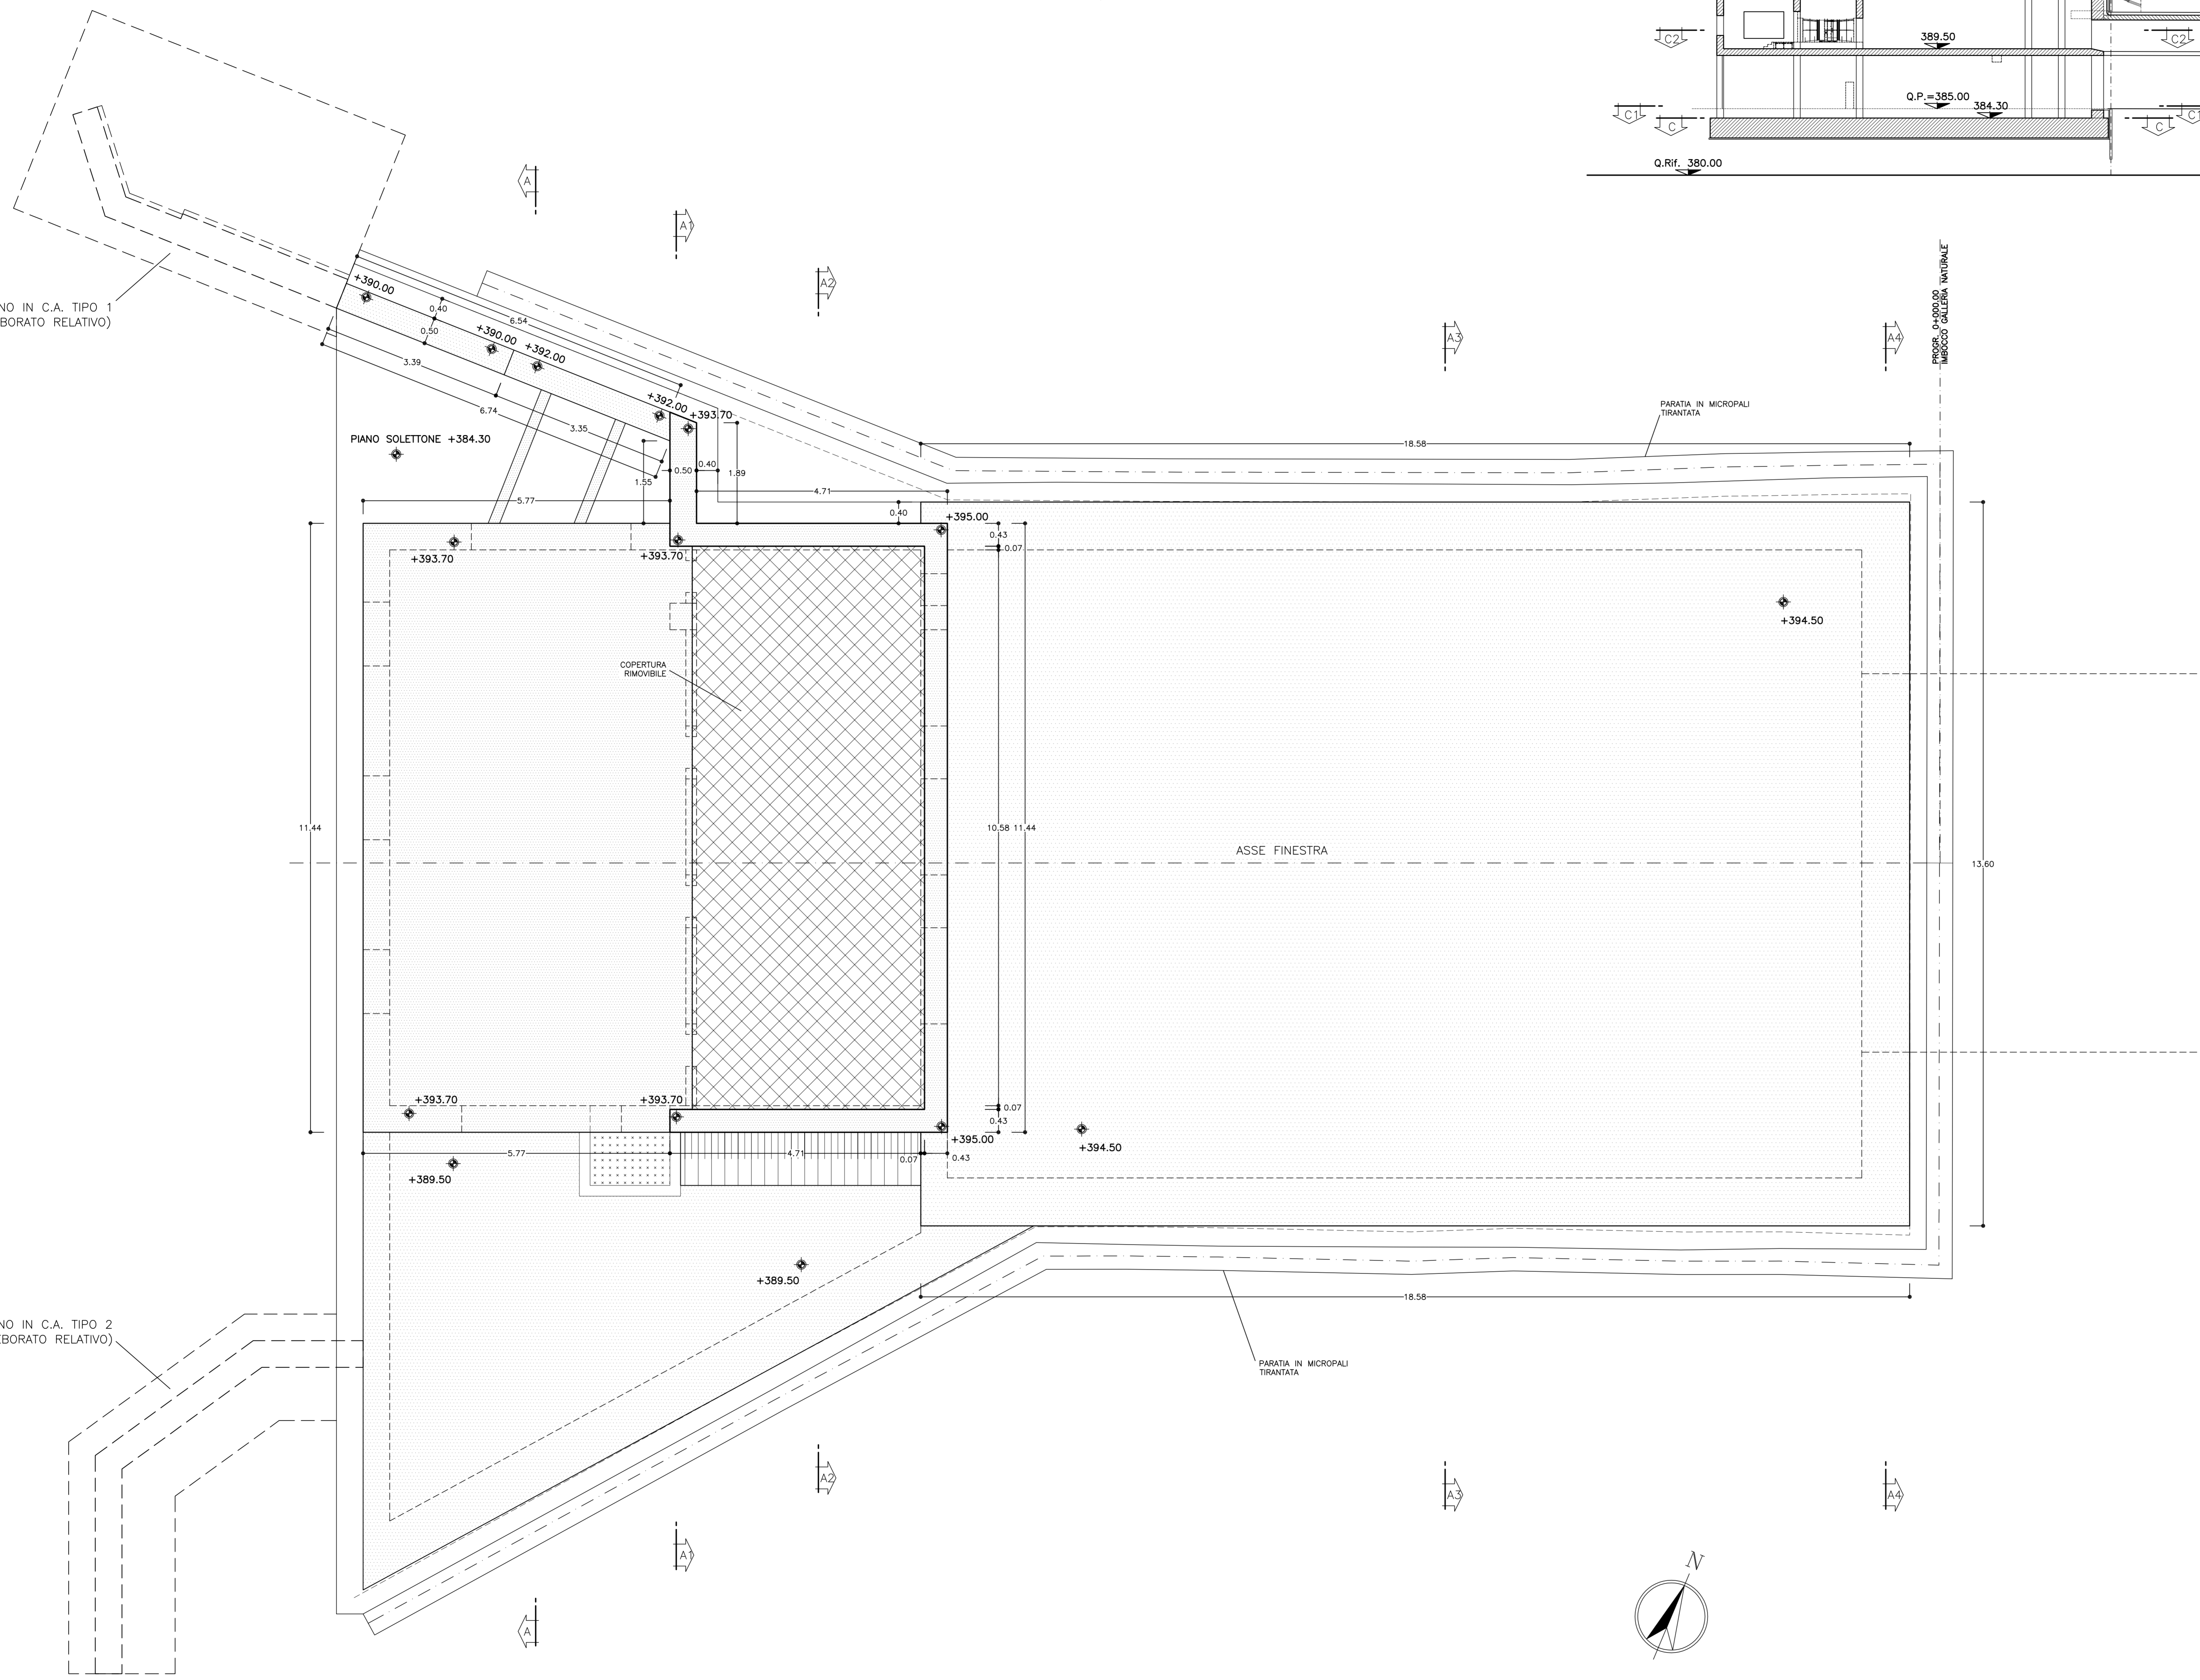 C2
389.50
C2
Q.P.=385.00
384.30
C1
C
C
C1
Q.Rif. 380.00
A
A1
A2
A3
A4
PROGR. 0+000.00
IMBOCCO GALLERIA NATURALE
NO IN C.A. TIPO 1
BORATO RELATIVO)
+390.00
0.40
0.50
6.54
+390.00
+392.00
3.39
6.74
+392.00
+393.70
3.35
PARATIA IN MICROPALI
TIRANTATA
PIANO SOLETTONE +384.30
18.58
0.50
0.40
1.89
1.55
5.77
4.71
0.40
+395.00
0.43
0.07
+393.70
+393.70
+394.50
COPERTURA
RIMOVIBILE
11.44
10.58
11.44
ASSE FINESTRA
13.60
+393.70
+393.70
0.07
0.43
+395.00
+394.50
5.77
4.71
0.07
0.43
+389.50
+389.50
18.58
NO IN C.A. TIPO 2
BORATO RELATIVO)
PARATIA IN MICROPALI
TIRANTATA
A2
A3
A4
A1
A
N